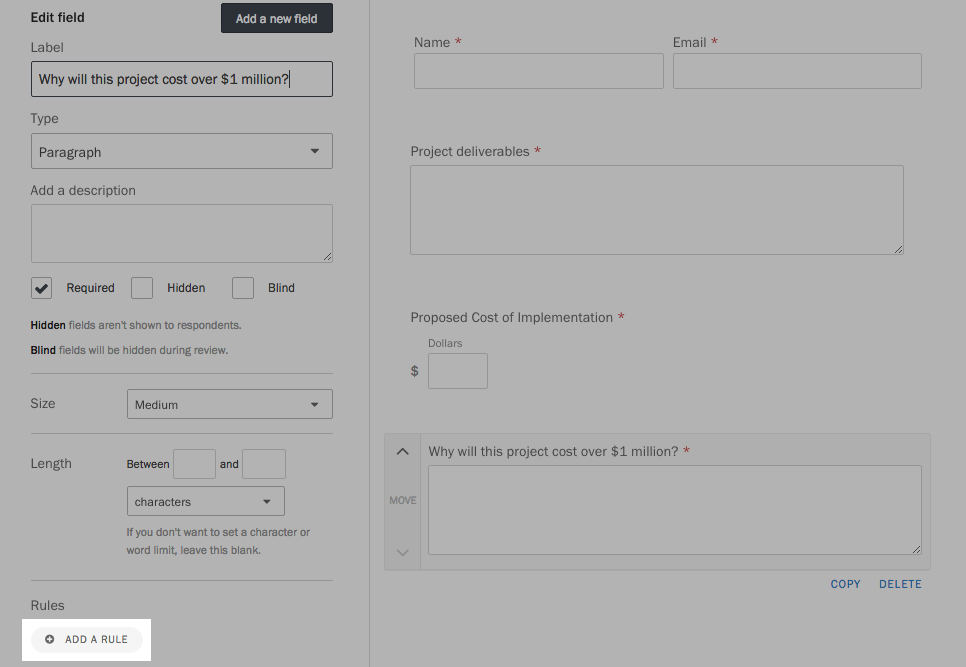 Edit field
Add a new field
Label
Why will this project cost over $1 million?
Type
Paragraph
Add a description
Required
Hidden
Blind
Hidden fields aren't shown to respondents.
Blind fields will be hidden during review.
Size
Medium
Length
Between
and
characters
If you don't want to set a character or
word limit, leave this blank.
Rules
ADD A RULE
Name *
Email *
Project deliverables *
Proposed Cost of Implementation *
Dollars
$
Why will this project cost over $1 million? *
MOVE
COPY
DELETE